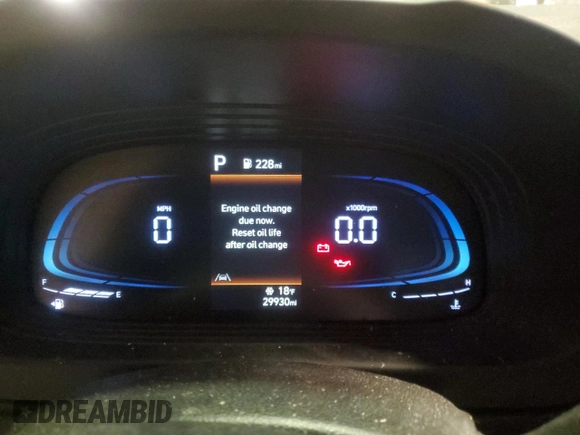 P 228mi
Engine oil change
due now.
Reset oil life
after oil change
MPH
0
x1000rpm
0.0
F E
C H
18°F
29930mi
DREAMBID